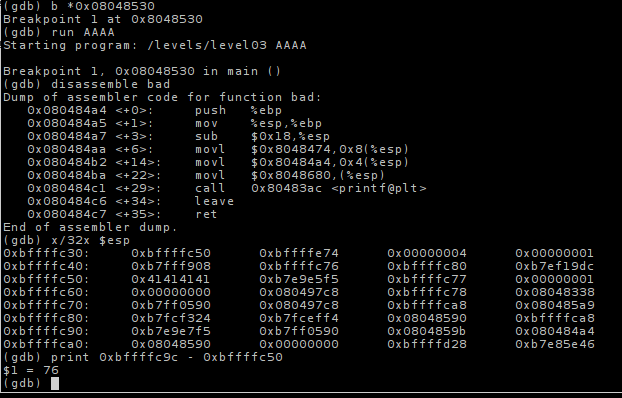 (gdb) b *0x08048530
Breakpoint 1 at 0x8048530
(gdb) run AAAA
Starting program: /levels/level03 AAAA
Breakpoint 1, 0x08048530 in main ()
(gdb) disassemble bad
Dump of assembler code for function bad:
   0x080484a4 <+0>:     push   %ebp
   0x080484a5 <+1>:     mov    %esp,%ebp
   0x080484a7 <+3>:     sub    $0x18,%esp
   0x080484aa <+6>:     movl   $0x8048474,0x8(%esp)
   0x080484b2 <+14>:    movl   $0x80484a4,0x4(%esp)
   0x080484ba <+22>:    movl   $0x8048680,(%esp)
   0x080484c1 <+29>:    call   0x80483ac <printf@plt>
   0x080484c6 <+34>:    leave
   0x080484c7 <+35>:    ret
End of assembler dump.
(gdb) x/32x $esp
0xbffffc30:     0xbffffc50      0xbffffe74      0x00000004      0x00000001
0xbffffc40:     0xb7fff908      0xbffffc76      0xbffffc80      0xb7ef19dc
0xbffffc50:     0x41414141      0xb7e9e5f5      0xbffffc77      0x00000001
0xbffffc60:     0x00000000      0x080497c8      0xbffffc78      0x08048338
0xbffffc70:     0xb7ff0590      0x080497c8      0xbffffca8      0x080485a9
0xbffffc80:     0xb7fcf324      0xb7fceff4      0x08048590      0xbffffca8
0xbffffc90:     0xb7e9e7f5      0xb7ff0590      0x0804859b      0x080484a4
0xbffffca0:     0x08048590      0x00000000      0xbffffd28      0xb7e85e46
(gdb) print 0xbffffc9c - 0xbffffc50
$1 = 76
(gdb)